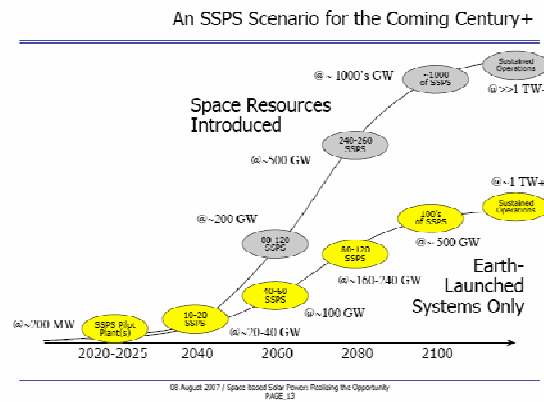 An SSPS Scenario for the Coming Century+
Sustained
Operations
@>>1 TW+
~1000
of SSPS
@~ 1000's GW
Space Resources
Introduced
240-260
SSPS
@~500 GW
@~1 TW+
Sustained
Operations
100's
of SSPS
@~ 500 GW
@~200 GW
80-120
SSPS
80-120
SSPS
@~160-240 GW
Earth-
Launched
Systems Only
40-60
SSPS
@~100 GW
10-20
SSPS
@~20-40 GW
@~200 MW
SSPS Pilot
Plant(s)
2020-2025 2040 2060 2080 2100
08 August 2007 / Space based Solar Power: Realizing the Opportunity
PAGE_13